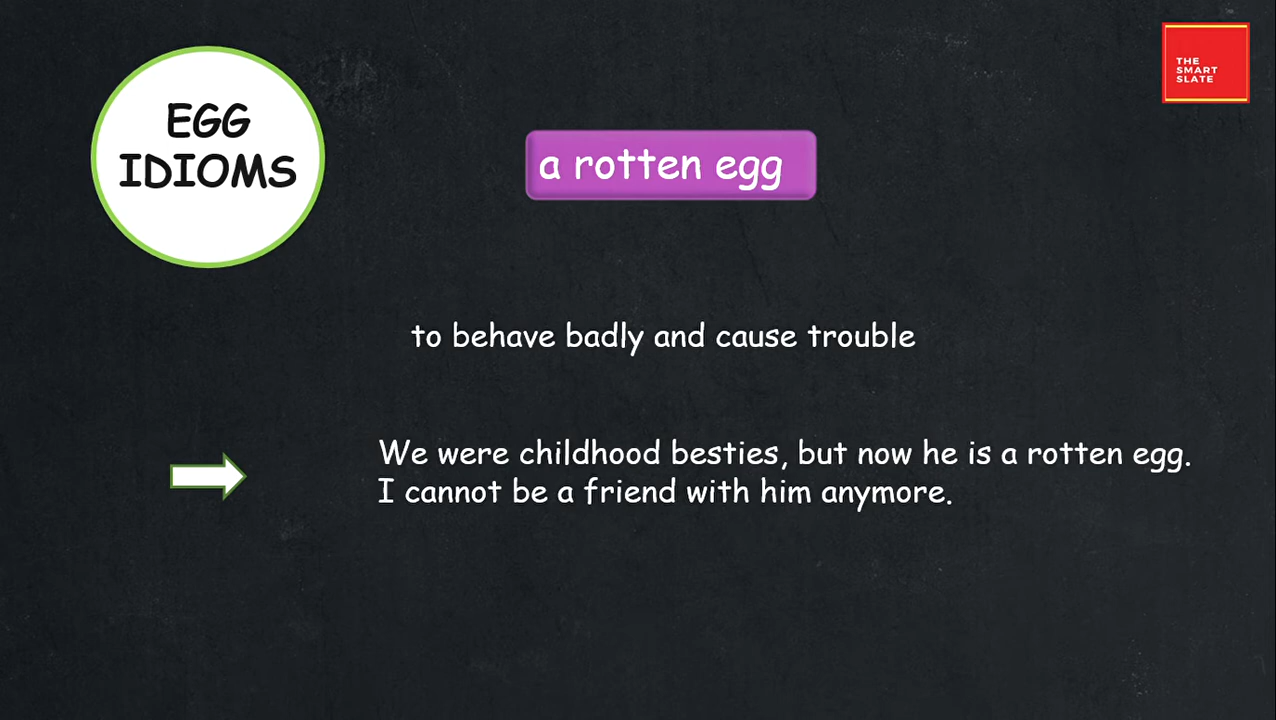 THE
SMART
SLATE
EGG
IDIOMS
a rotten egg
to behave badly and cause trouble
We were childhood besties, but now he is a rotten egg.
I cannot be a friend with him anymore.